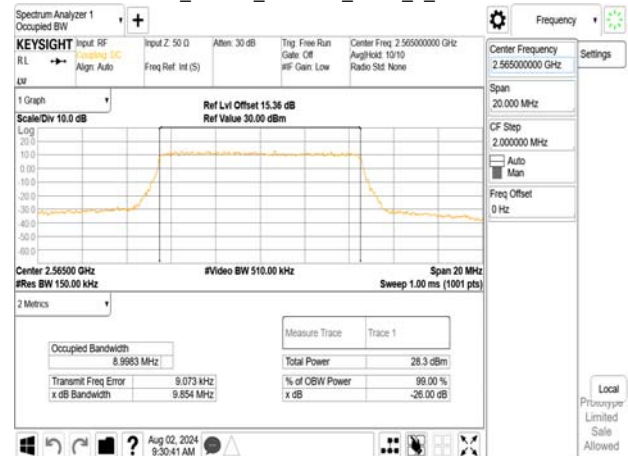 Spectrum Analyzer 1
Occupied BW
Frequency
KEYSIGHT
RL
Input: RF
Coupling: DC
Align: Auto
Input Z: 50 Ω
Freq Ref: Int (S)
Atten: 30 dB
Trig: Free Run
Gate: Off
#IF Gain: Low
Center Freq: 2.565000000 GHz
Avg|Hold: 10/10
Radio Std: None
Center Frequency
2.565000000 GHz
Settings
Span
20.000 MHz
CF Step
2.000000 MHz
Auto
Man
Freq Offset
0 Hz
1 Graph
Scale/Div 10.0 dB
Ref Lvl Offset 15.36 dB
Ref Value 30.00 dBm
Log
20.0
10.0
0.00
-10.0
-20.0
-30.0
-40.0
-50.0
-60.0
Center 2.56500 GHz
#Res BW 150.00 kHz
#Video BW 510.00 kHz
Span 20 MHz
Sweep 1.00 ms (1001 pts)
2 Metrics
Measure Trace Trace 1
Occupied Bandwidth
8.9983 MHz
Total Power 28.3 dBm
Transmit Freq Error 9.073 kHz
% of OBW Power 99.00 %
x dB Bandwidth 9.854 MHz
x dB -26.00 dB
Local
Prototype
Limited
Sale
Allowed
Aug 02, 2024
9:30:41 AM